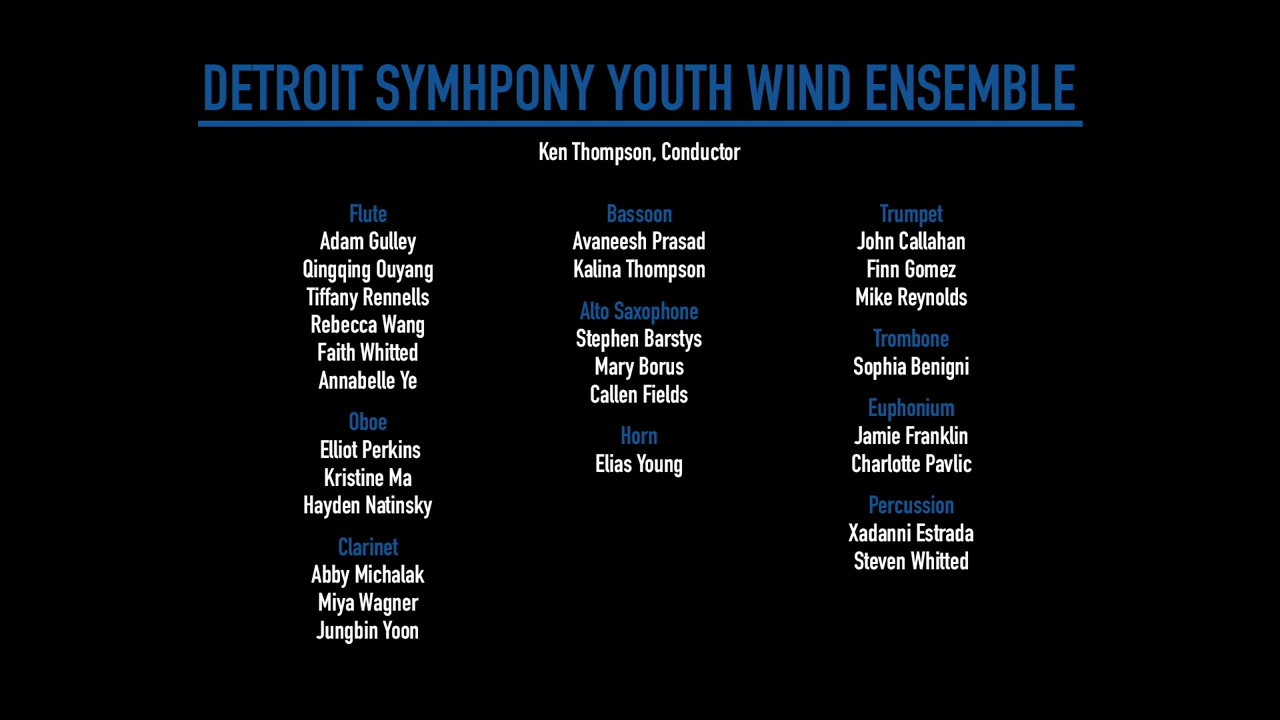 DETROIT SYMHPONY YOUTH WIND ENSEMBLE
Ken Thompson, Conductor
Flute
Adam Gulley
Qingqing Ouyang
Tiffany Rennells
Rebecca Wang
Faith Whitted
Annabelle Ye
Oboe
Elliot Perkins
Kristine Ma
Hayden Natinsky
Clarinet
Abby Michalak
Miya Wagner
Jungbin Yoon
Bassoon
Avaneesh Prasad
Kalina Thompson
Alto Saxophone
Stephen Barstys
Mary Borus
Callen Fields
Horn
Elias Young
Trumpet
John Callahan
Finn Gomez
Mike Reynolds
Trombone
Sophia Benigni
Euphonium
Jamie Franklin
Charlotte Pavlic
Percussion
Xadanni Estrada
Steven Whitted